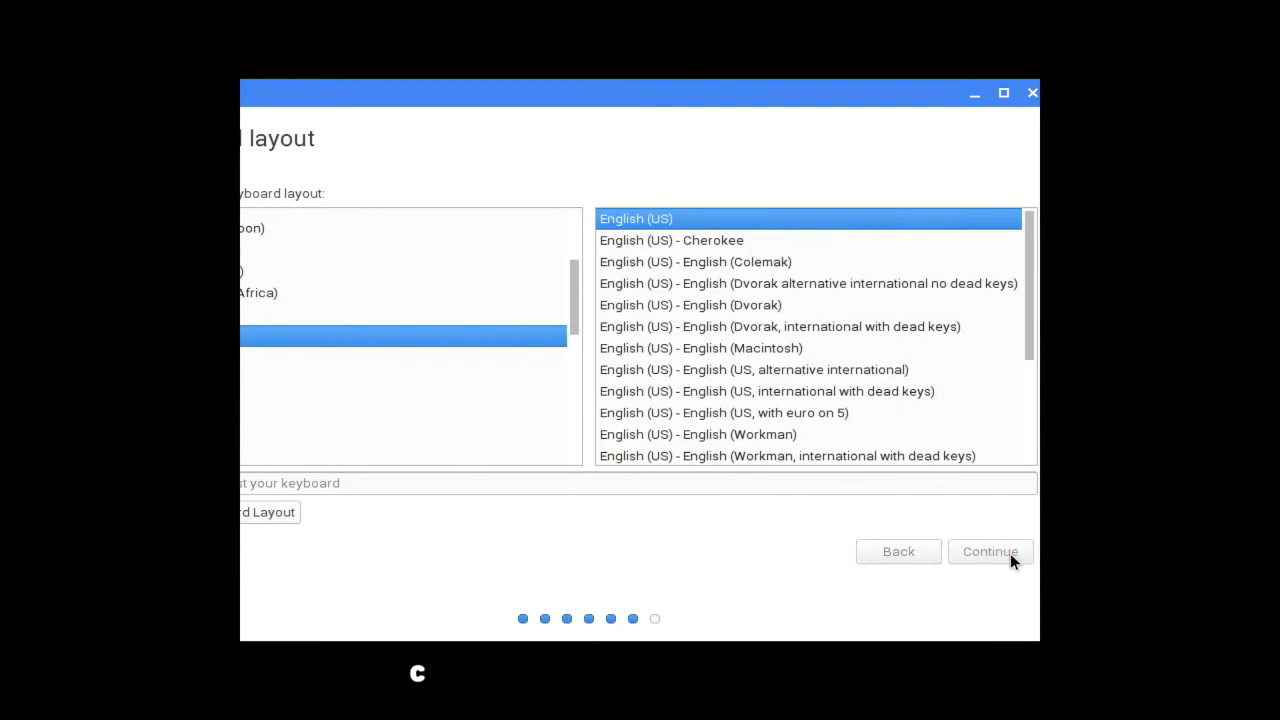 layout
yboard layout:
oon)
)
Africa)
English (US)
English (US) - Cherokee
English (US) - English (Colemak)
English (US) - English (Dvorak alternative international no dead keys)
English (US) - English (Dvorak)
English (US) - English (Dvorak, international with dead keys)
English (US) - English (Macintosh)
English (US) - English (US, alternative international)
English (US) - English (US, international with dead keys)
English (US) - English (US, with euro on 5)
English (US) - English (Workman)
English (US) - English (Workman, international with dead keys)
st your keyboard
rd Layout
Back
Continue
C